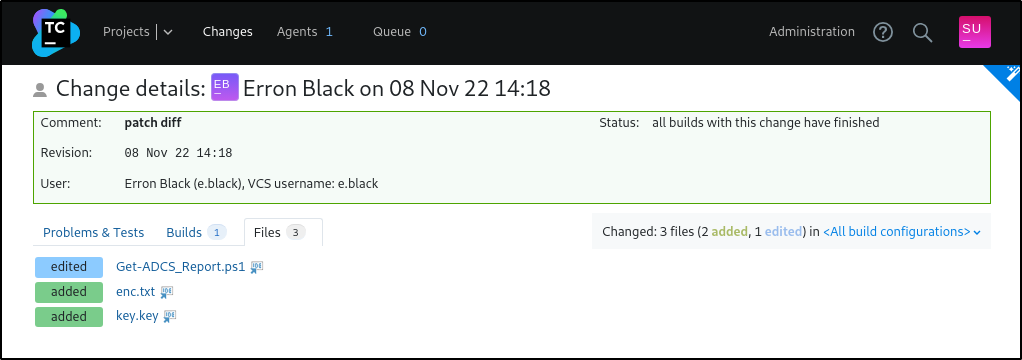 TC Projects Changes Agents 1 Queue 0 Administration ? SU
Change details: EB Erron Black on 08 Nov 22 14:18
Comment: patch diff Status: all builds with this change have finished
Revision: 08 Nov 22 14:18
User: Erron Black (e.black), VCS username: e.black
Problems & Tests Builds 1 Files 3 Changed: 3 files (2 added, 1 edited) in <All build configurations>
edited Get-ADCS_Report.ps1
added enc.txt
added key.key